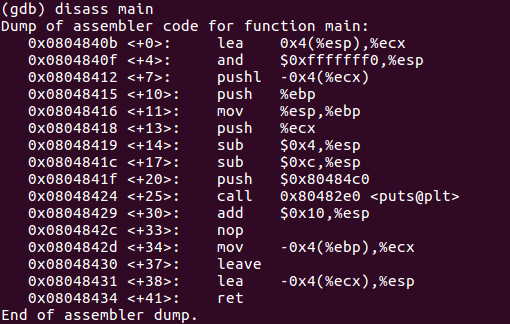 (gdb) disass main
Dump of assembler code for function main:
   0x0804840b <+0>:     lea    0x4(%esp),%ecx
   0x0804840f <+4>:     and    $0xfffffff0,%esp
   0x08048412 <+7>:     pushl  -0x4(%ecx)
   0x08048415 <+10>:    push   %ebp
   0x08048416 <+11>:    mov    %esp,%ebp
   0x08048418 <+13>:    push   %ecx
   0x08048419 <+14>:    sub    $0x4,%esp
   0x0804841c <+17>:    sub    $0xc,%esp
   0x0804841f <+20>:    push   $0x80484c0
   0x08048424 <+25>:    call   0x80482e0 <puts@plt>
   0x08048429 <+30>:    add    $0x10,%esp
   0x0804842c <+33>:    nop
   0x0804842d <+34>:    mov    -0x4(%ebp),%ecx
   0x08048430 <+37>:    leave
   0x08048431 <+38>:    lea    -0x4(%ecx),%esp
   0x08048434 <+41>:    ret
End of assembler dump.